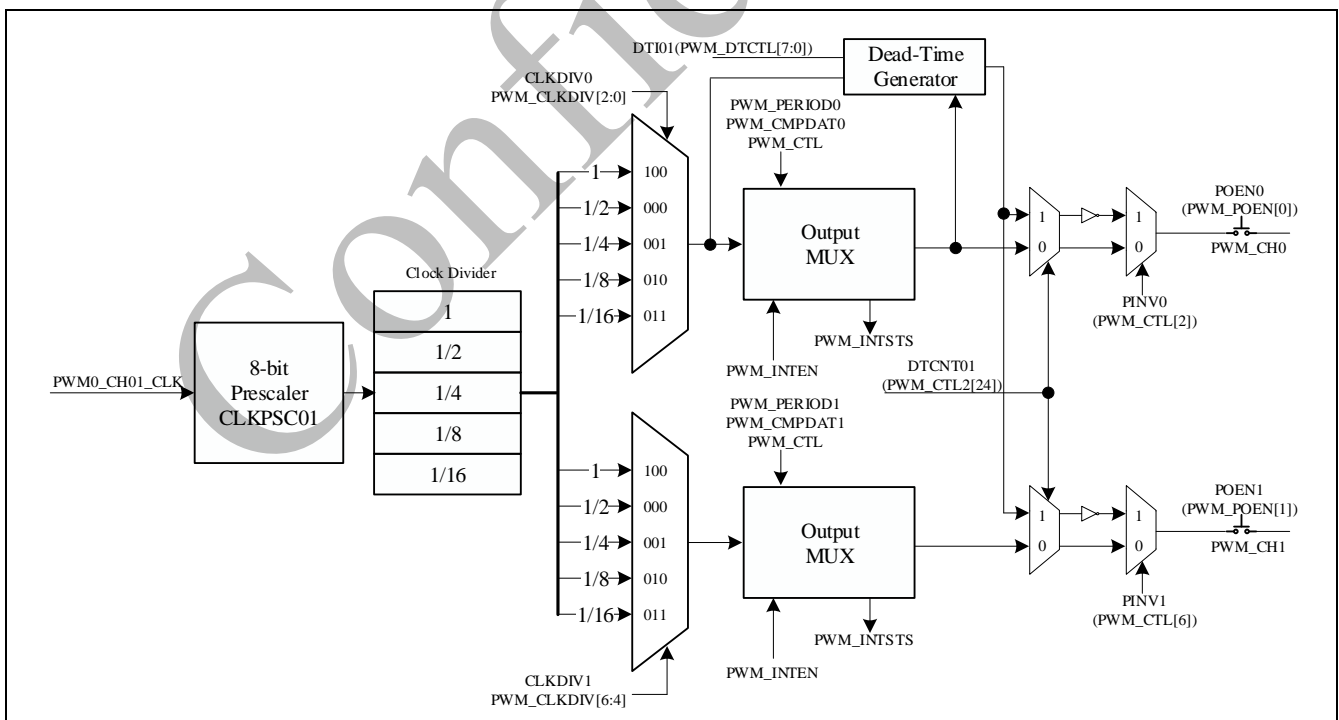 Confi
DTI01(PWM_DTCTL[7:0])
Dead-Time
Generator
CLKDIV0
PWM_CLKDIV[2:0]
PWM_PERIOD0
PWM_CMPDAT0
PWM_CTL
1
100
1/2
000
1/4
001
1/8
010
1/16
011
Output
MUX
1
0
1
0
POEN0
(PWM_POEN[0])
PWM_CH0
PINV0
(PWM_CTL[2])
PWM_INTSTS
PWM_INTEN
Clock Divider
1
1/2
1/4
1/8
1/16
PWM0_CH01_CLK
8-bit
Prescaler
CLKPSC01
DTCNT01
(PWM_CTL2[24])
PWM_PERIOD1
PWM_CMPDAT1
PWM_CTL
1
100
1/2
000
1/4
001
1/8
010
1/16
011
Output
MUX
1
0
1
0
POEN1
(PWM_POEN[1])
PWM_CH1
PINV1
(PWM_CTL[6])
PWM_INTSTS
PWM_INTEN
CLKDIV1
PWM_CLKDIV[6:4]